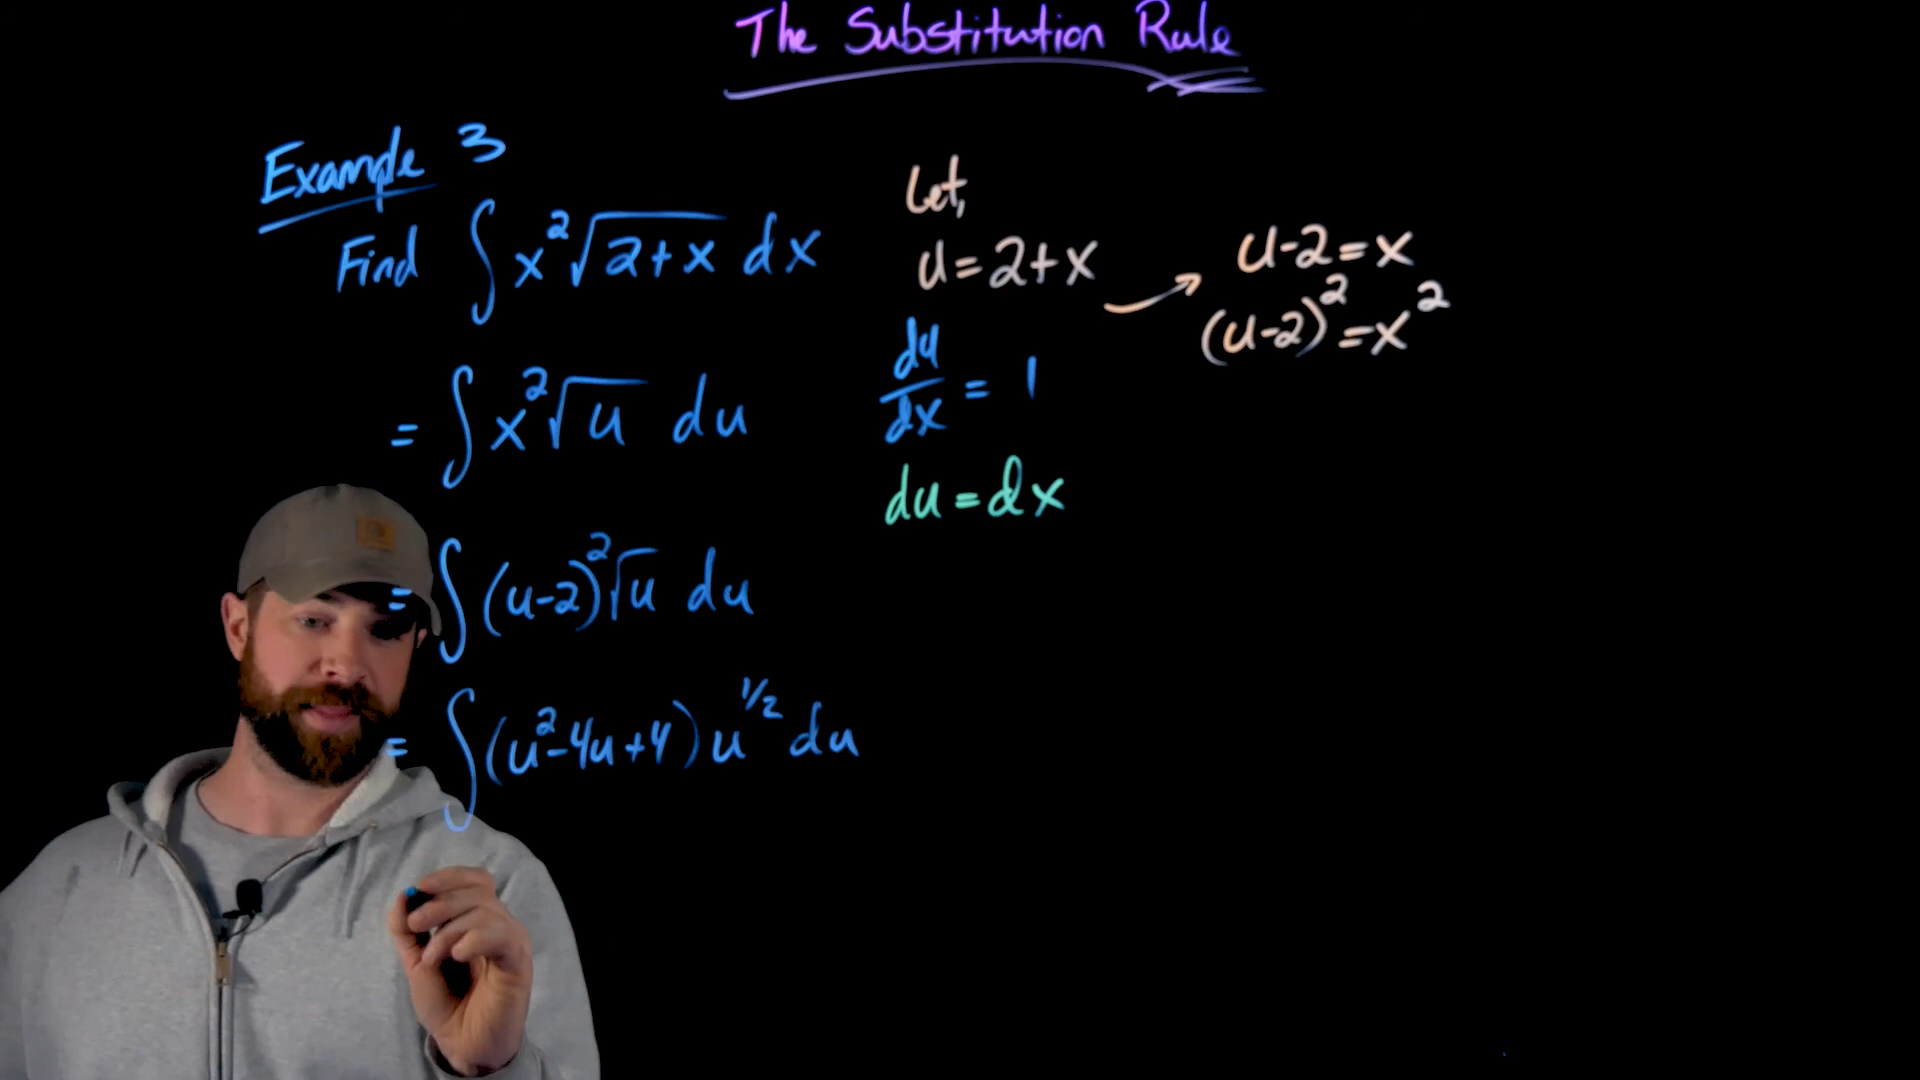 The Substitution Rule
Example 3
Find ∫ x²√(2+x) dx
= ∫ x²√u du
= ∫ (u-2)²√u du
= ∫ (u²-4u+4) u^(1/2) du
Let,
u=2+x
du/dx = 1
du=dx
u-2=x
(u-2)²=x²